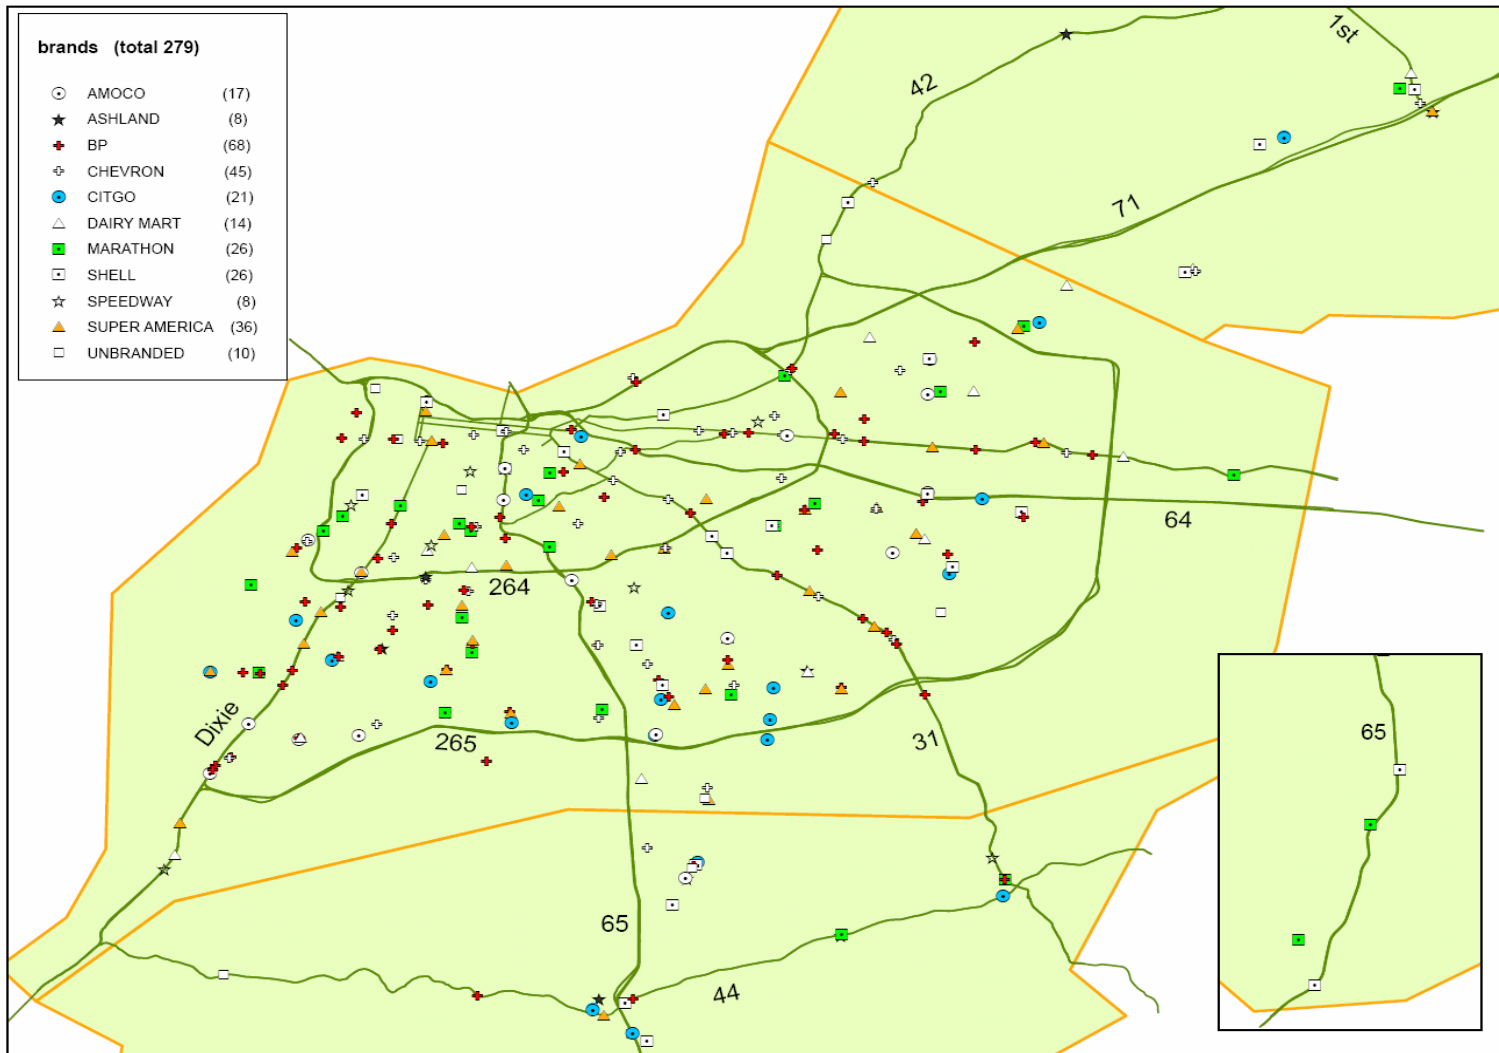 brands (total 279)
AMOCO (17)
ASHLAND (8)
BP (68)
CHEVRON (45)
CITGO (21)
DAIRY MART (14)
MARATHON (26)
SHELL (26)
SPEEDWAY (8)
SUPER AMERICA (36)
UNBRANDED (10)
1st
42
71
64
264
Dixie
265
31
65
65
44